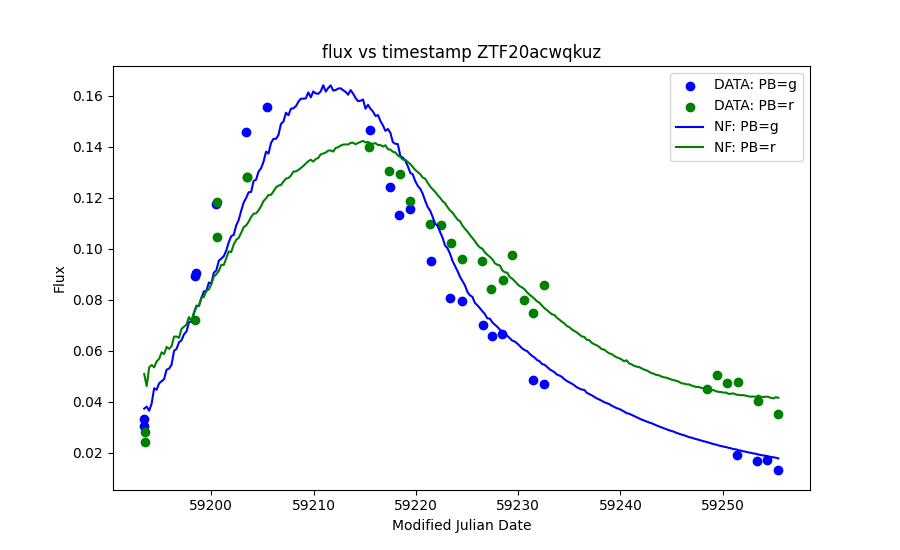 flux vs timestamp ZTF20acwqkuz
DATA: PB=g
DATA: PB=r
NF: PB=g
NF: PB=r
0.16
0.14
0.12
0.10
0.08
0.06
0.04
0.02
Flux
59200 59210 59220 59230 59240 59250
Modified Julian Date